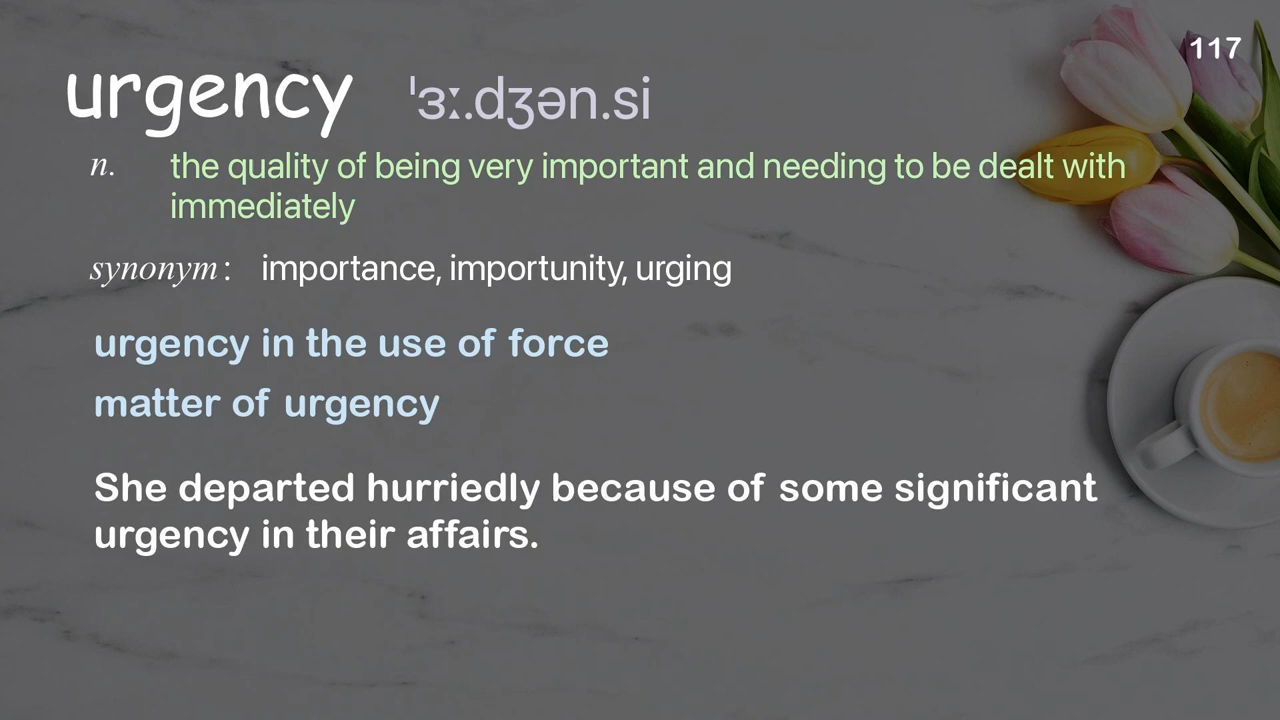 117
urgency ˈɜː.dʒən.si
n. the quality of being very important and needing to be dealt with
immediately
synonym: importance, importunity, urging
urgency in the use of force
matter of urgency
She departed hurriedly because of some significant
urgency in their affairs.